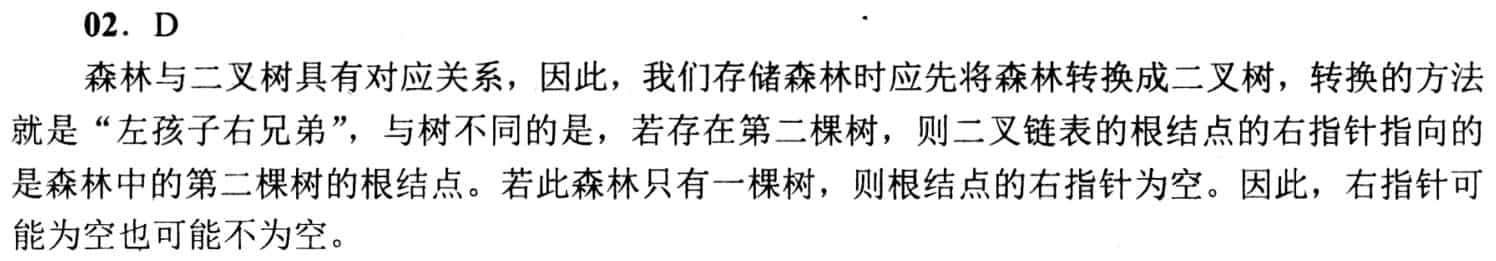 02. D
森林与二叉树具有对应关系，因此，我们存储森林时应先将森林转换成二叉树，转换的方法
就是“左孩子右兄弟”，与树不同的是，若存在第二棵树，则二叉链表的根结点的右指针指向的
是森林中的第二棵树的根结点。若此森林只有一棵树，则根结点的右指针为空。因此，右指针可
能为空也可能不为空。